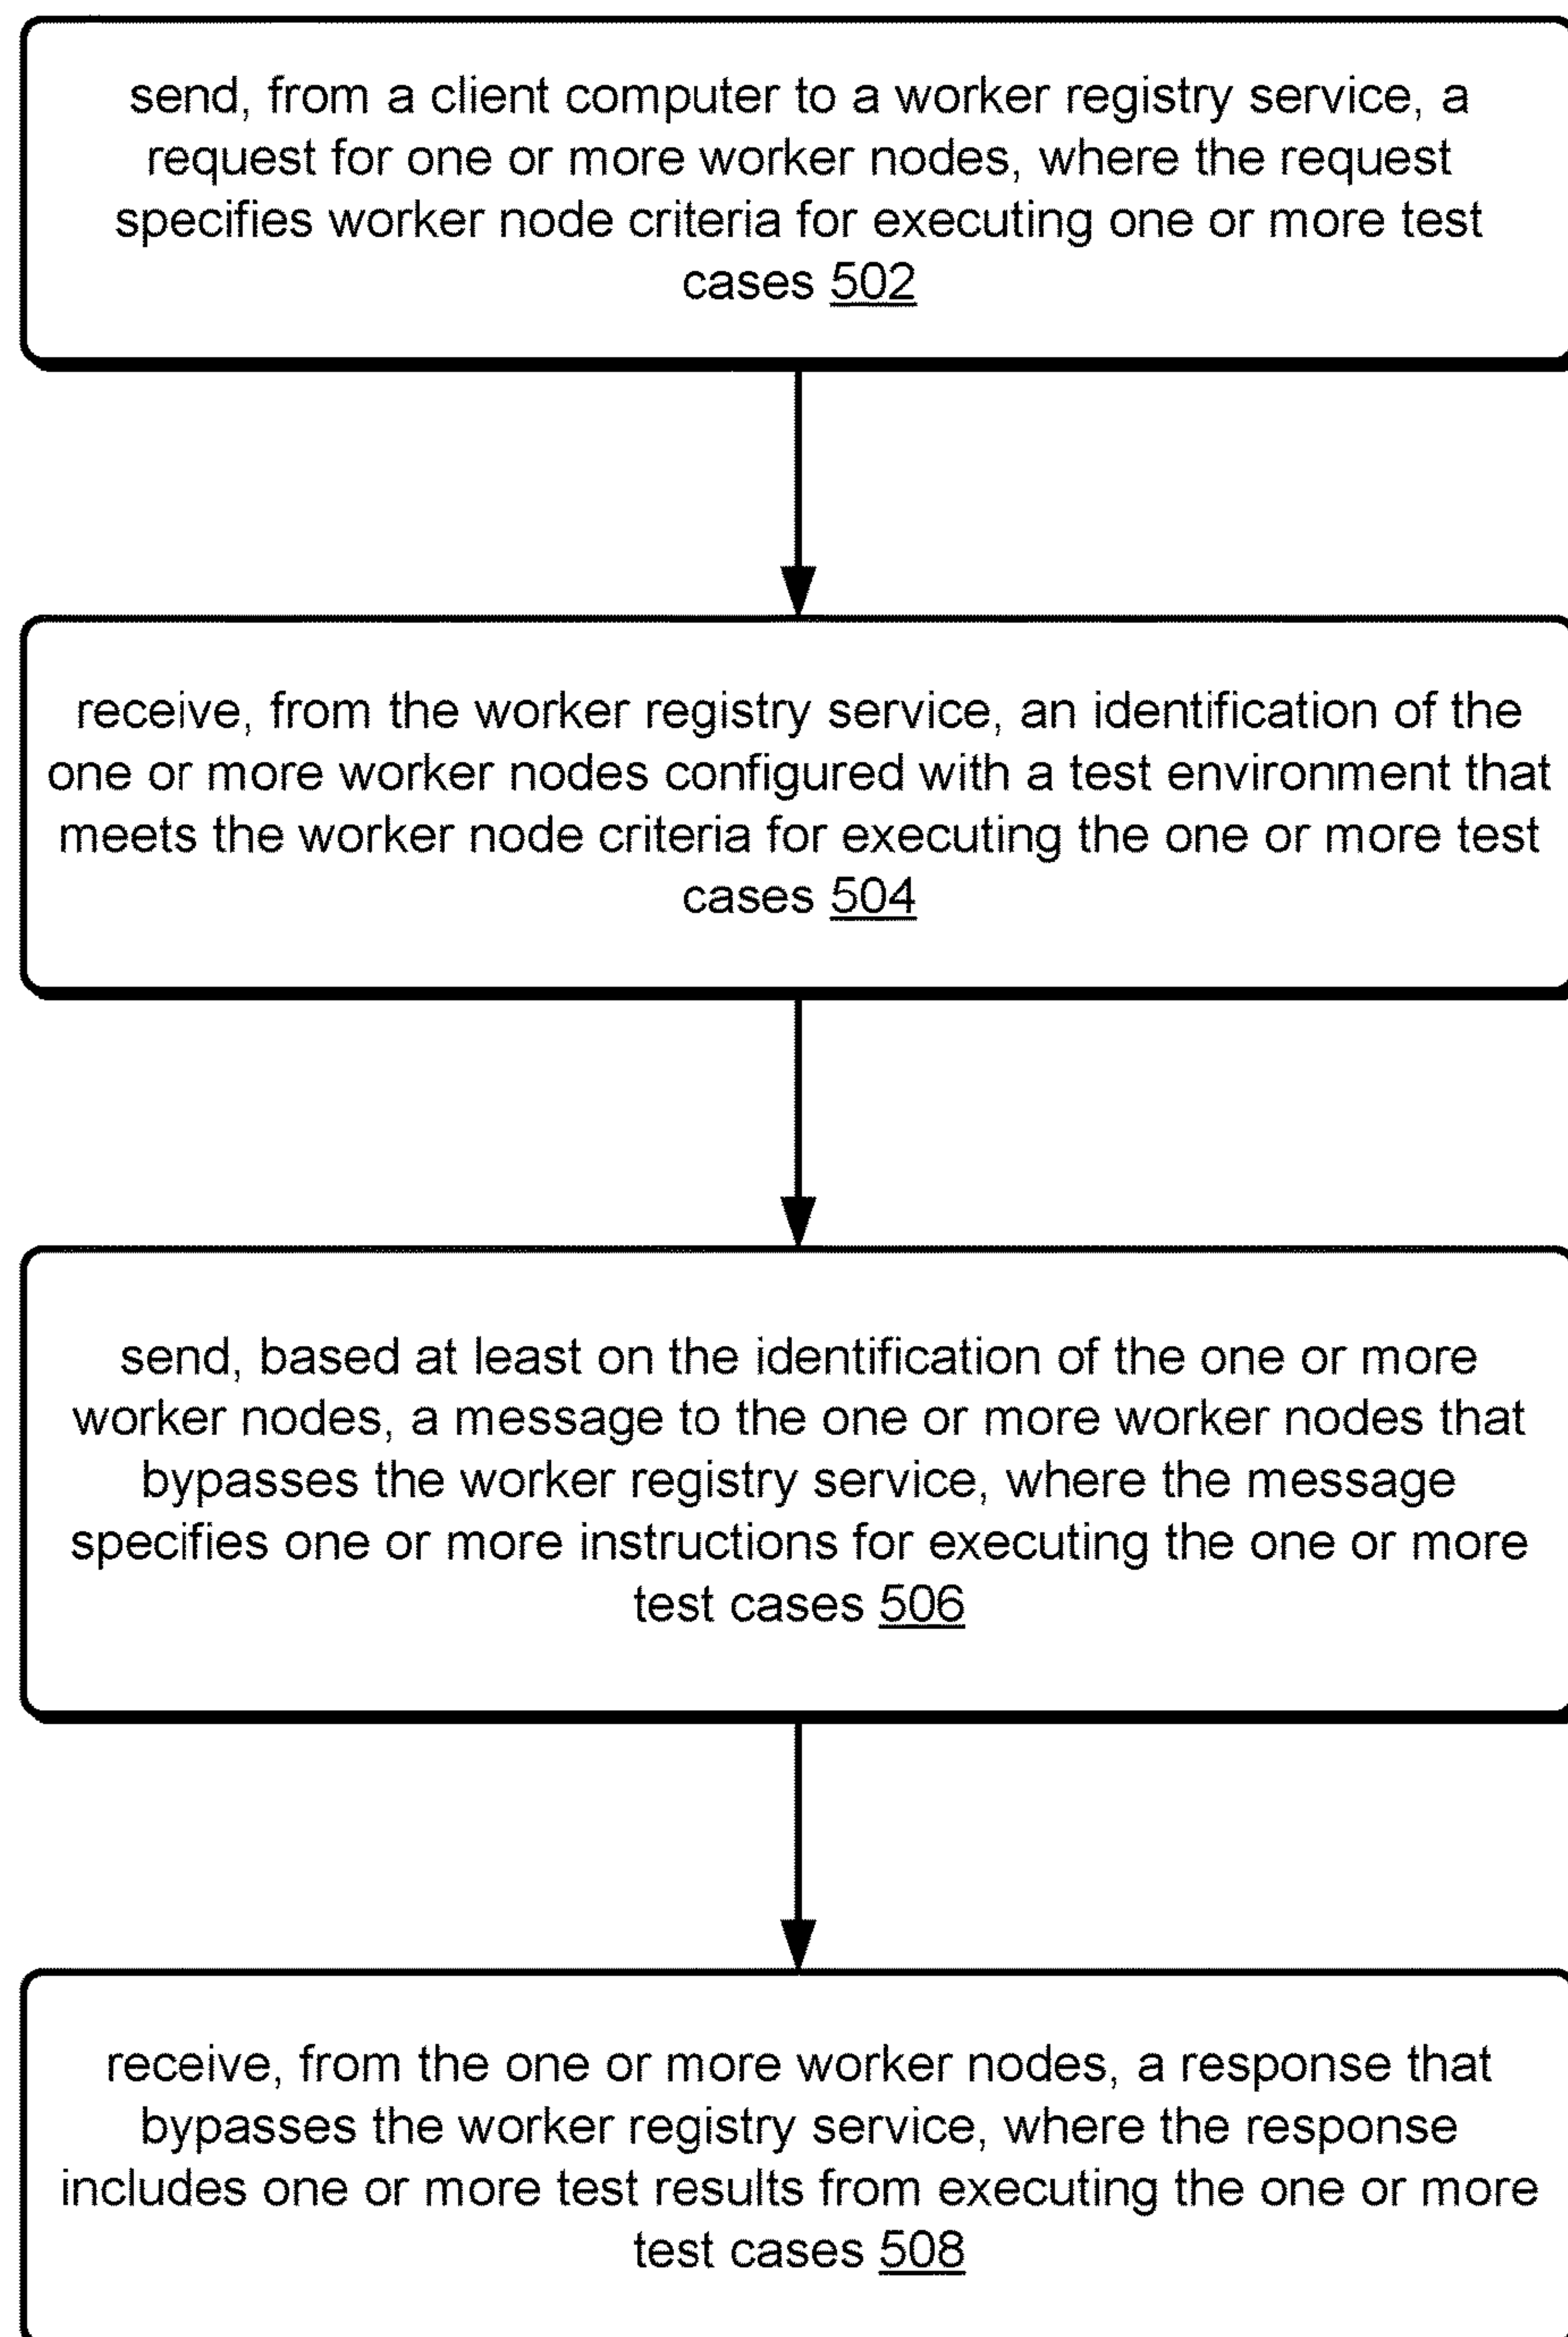 send, from a client computer to a worker registry service, a
request for one or more worker nodes, where the request
specifies worker node criteria for executing one or more test
cases 502
receive, from the worker registry service, an identification of the
one or more worker nodes configured with a test environment that
meets the worker node criteria for executing the one or more test
cases 504
send, based at least on the identification of the one or more
worker nodes, a message to the one or more worker nodes that
bypasses the worker registry service, where the message
specifies one or more instructions for executing the one or more
test cases 506
receive, from the one or more worker nodes, a response that
bypasses the worker registry service, where the response
includes one or more test results from executing the one or more
test cases 508